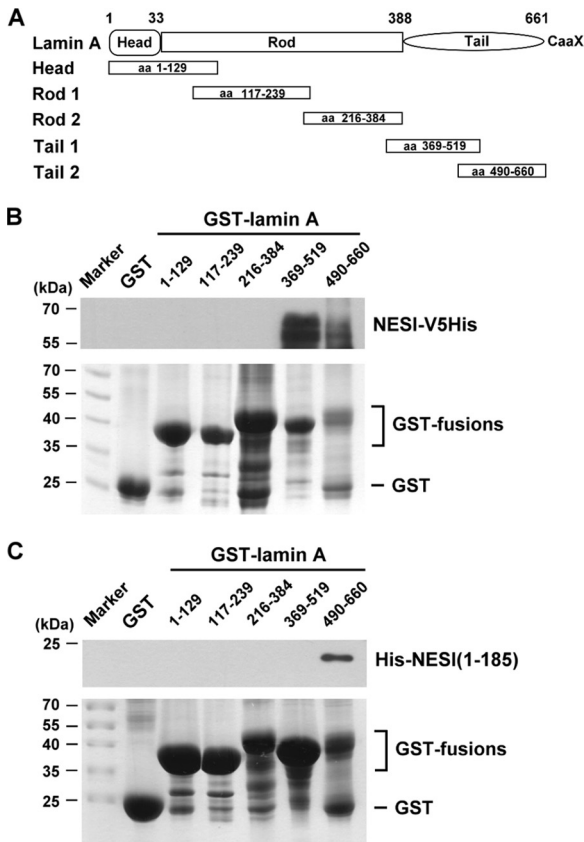 A
1 33 388 661
Lamin A Head Rod Tail CaaX
Head aa 1-129
Rod 1 aa 117-239
Rod 2 aa 216-384
Tail 1 aa 369-519
Tail 2 aa 490-660
B
GST-lamin A
Marker GST 1-129 117-239 216-384 369-519 490-660
(kDa)
70
55
NESI-V5His
70
55
40
35
25
GST-fusions
GST
C
GST-lamin A
Marker GST 1-129 117-239 216-384 369-519 490-660
(kDa)
25
His-NESI(1-185)
70
55
40
35
25
GST-fusions
GST